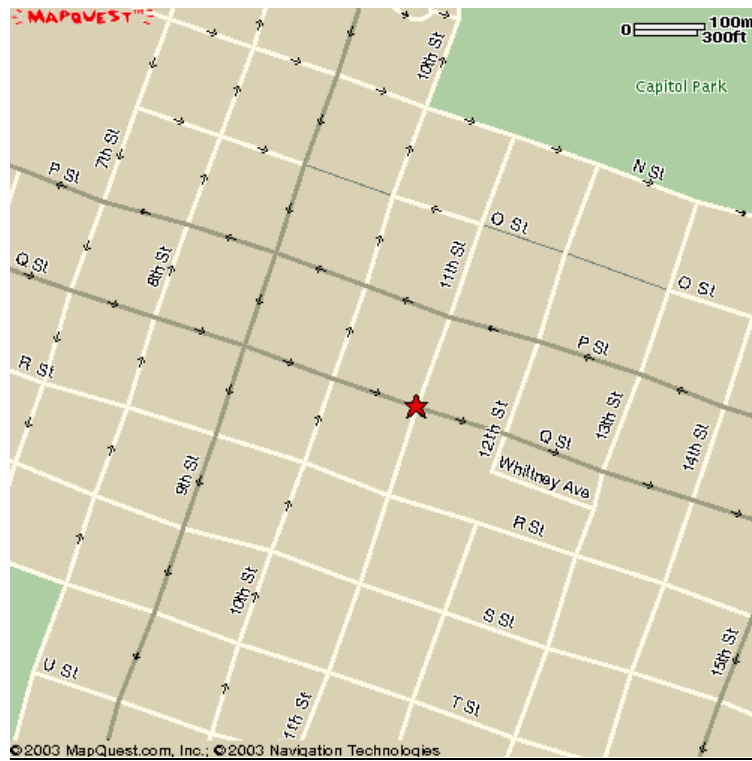 MAPQUEST™
10th St
0 100m
300ft
Capitol Park
7th St
P St
N St
8th St
O St
11th St
Q St
O St
P St
R St
12th St
Q St
13th St
14th St
9th St
Whittney Ave
R St
10th St
S St
15th St
U St
11th St
T St
©2003 MapQuest.com, Inc.; ©2003 Navigation Technologies